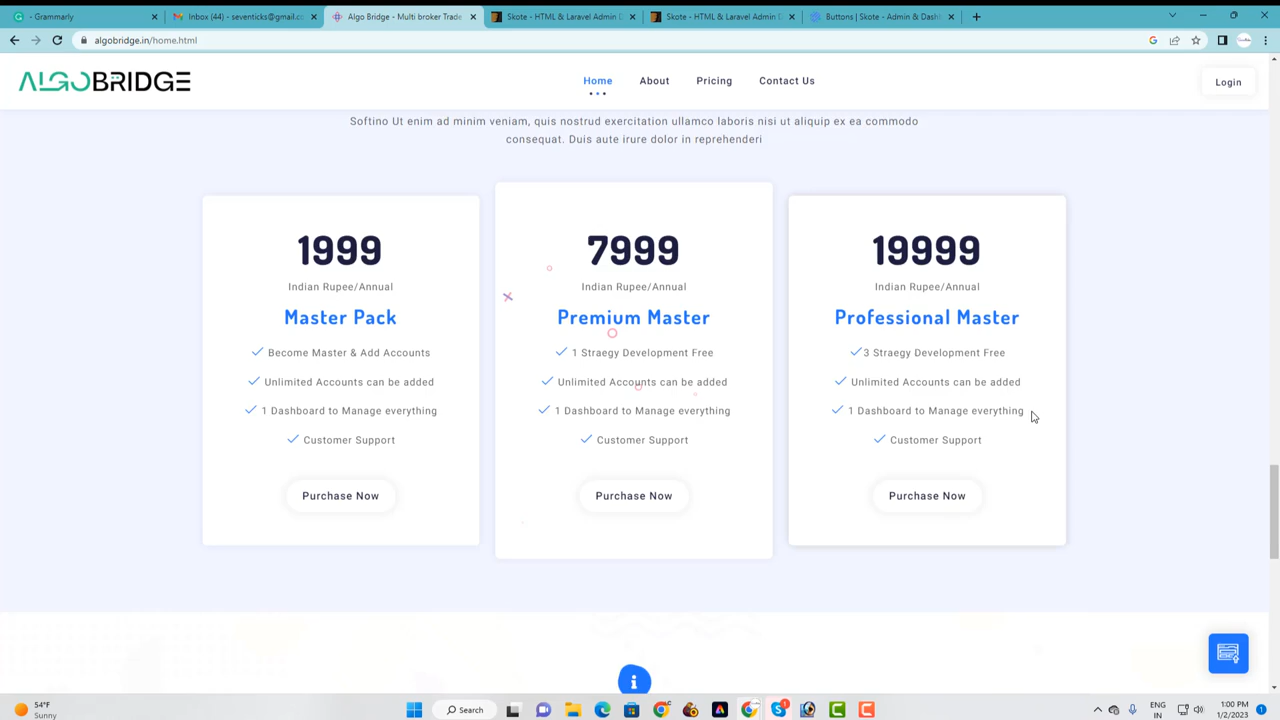 - Grammarly
Inbox (44) - seventicks@gmail.c
Algo Bridge - Multi broker Trade
Skote - HTML & Laravel Admin D
Skote - HTML & Laravel Admin D
Buttons | Skote - Admin & Dash
algobridge.in/home.html
ALGOBRIDGE
Home
About
Pricing
Contact Us
Login
Softino Ut enim ad minim veniam, quis nostrud exercitation ullamco laboris nisi ut aliquip ex ea commodo
consequat. Duis aute irure dolor in reprehenderi
1999
Indian Rupee/Annual
Master Pack
Become Master & Add Accounts
Unlimited Accounts can be added
1 Dashboard to Manage everything
Customer Support
Purchase Now
7999
Indian Rupee/Annual
Premium Master
1 Straegy Development Free
Unlimited Accounts can be added
1 Dashboard to Manage everything
Customer Support
Purchase Now
19999
Indian Rupee/Annual
Professional Master
3 Straegy Development Free
Unlimited Accounts can be added
1 Dashboard to Manage everything
Customer Support
Purchase Now
54°F
Sunny
Search
ENG
IN
1:00 PM
1/2/2023